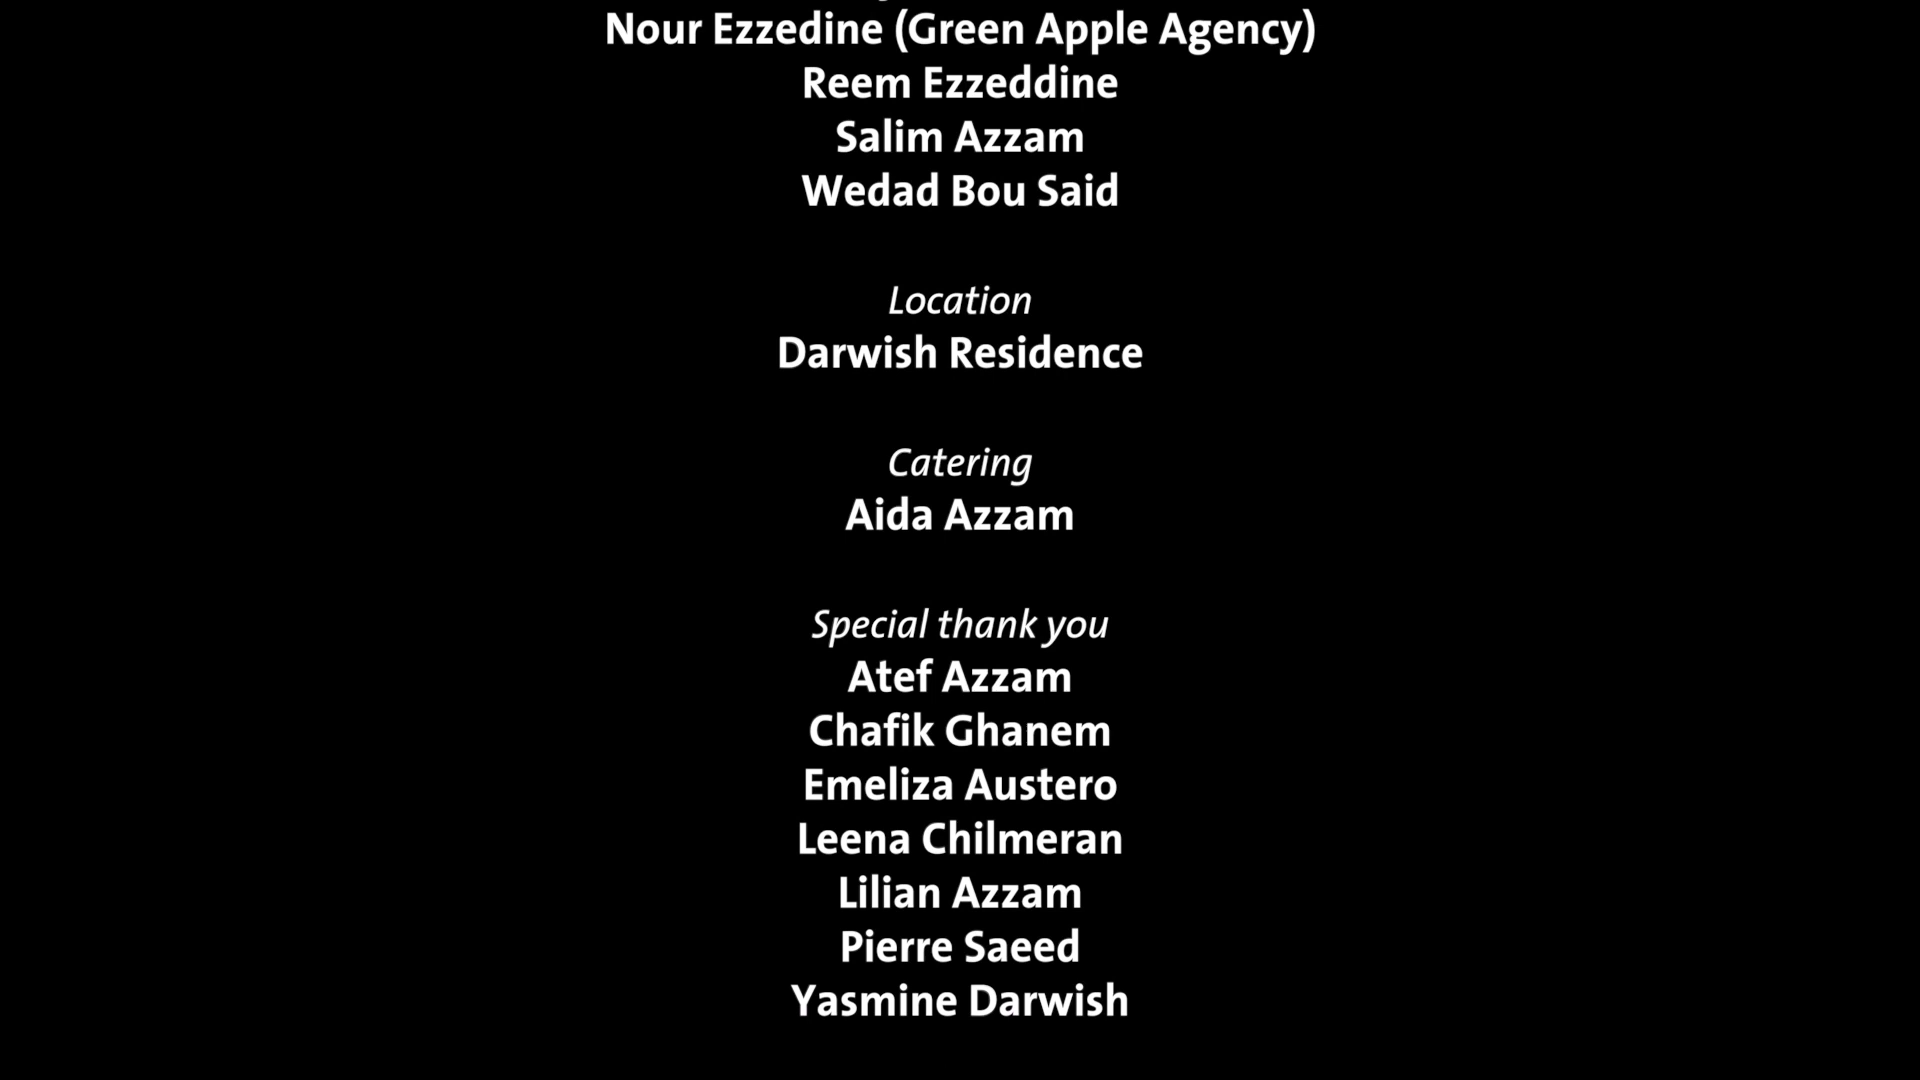 Nour Ezzedine (Green Apple Agency)
Reem Ezzeddine
Salim Azzam
Wedad Bou Said
Location
Darwish Residence
Catering
Aida Azzam
Special thank you
Atef Azzam
Chafik Ghanem
Emeliza Austero
Leena Chilmeran
Lilian Azzam
Pierre Saeed
Yasmine Darwish